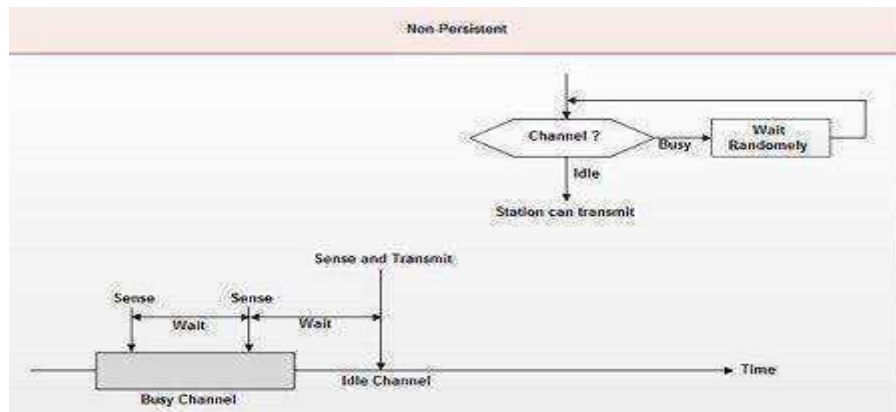 Non-Persistent
Channel ?
Busy
Wait
Randomely
Idle
Station can transmit
Sense and Transmit
Sense
Sense
Wait
Wait
Time
Idle Channel
Busy Channel